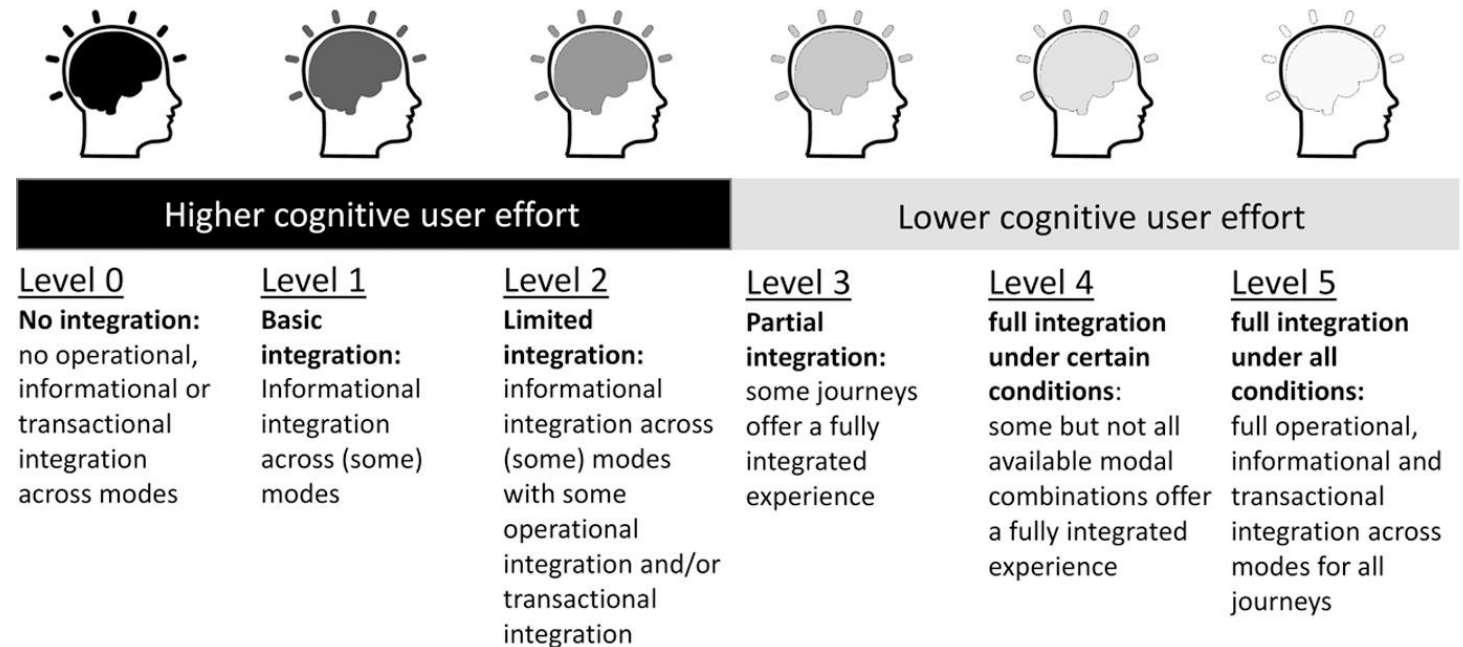 Higher cognitive user effort
Lower cognitive user effort
Level 0
No integration:
no operational,
informational or
transactional
integration
across modes
Level 1
Basic
integration:
Informational
integration
across (some)
modes
Level 2
Limited
integration:
informational
integration across
(some) modes
with some
operational
integration and/or
transactional
integration
Level 3
Partial
integration:
some journeys
offer a fully
integrated
experience
Level 4
full integration
under certain
conditions:
some but not all
available modal
combinations offer
a fully integrated
experience
Level 5
full integration
under all
conditions:
full operational,
informational and
transactional
integration across
modes for all
journeys